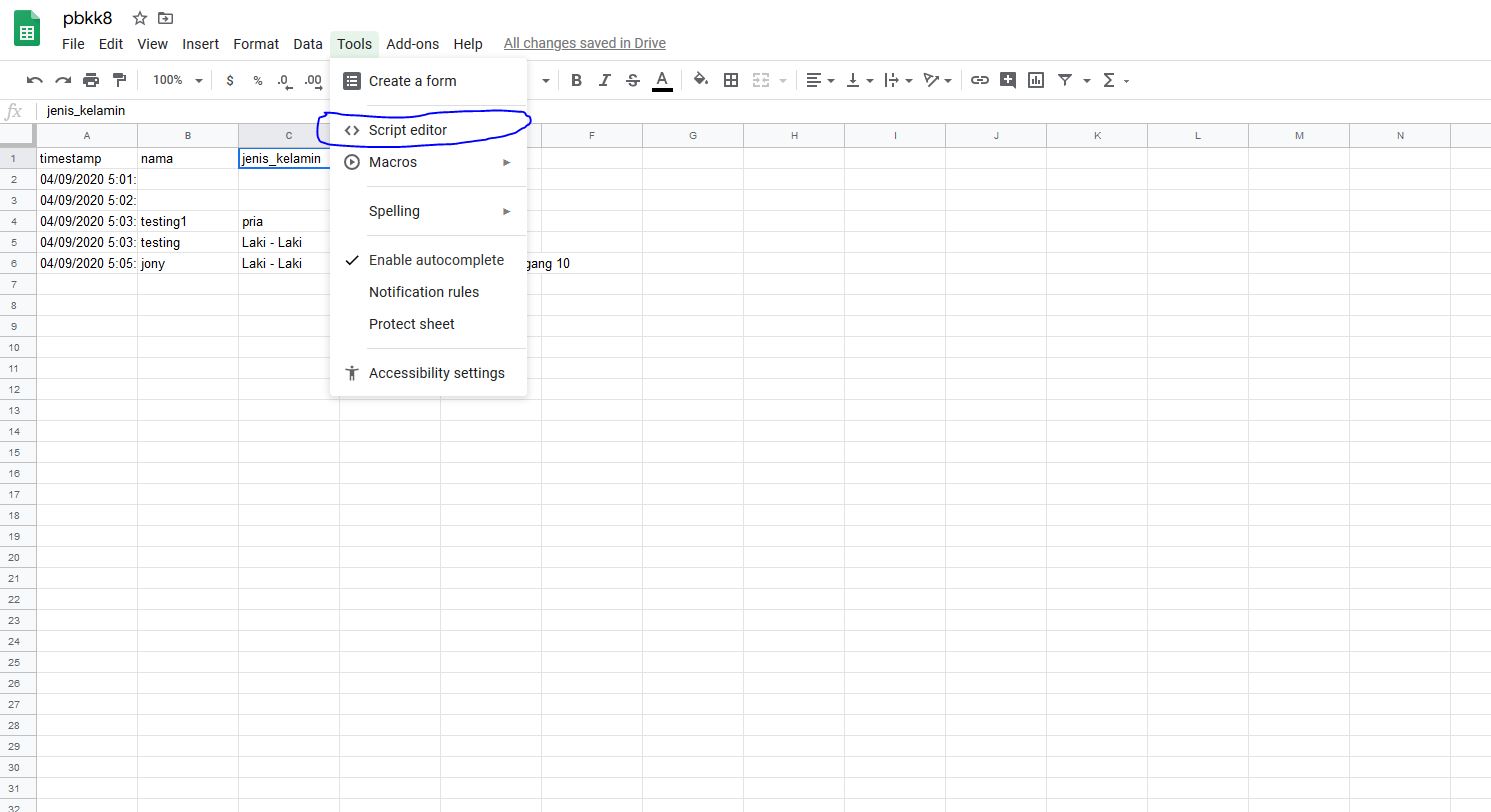 pbkk8
File Edit View Insert Format Data Tools Add-ons Help All changes saved in Drive
100% $ % .0 .00 B I S A Σ
Create a form
fx jenis_kelamin
Script editor
A B C F G H I J K L M N
1 timestamp nama jenis_kelamin
Macros
2 04/09/2020 5:01:
3 04/09/2020 5:02:
Spelling
4 04/09/2020 5:03: testing1 pria
5 04/09/2020 5:03: testing Laki - Laki
Enable autocomplete
6 04/09/2020 5:05: jony Laki - Laki gang 10
7
Notification rules
8
9
Protect sheet
10
11
Accessibility settings
12
13
14
15
16
17
18
19
20
21
22
23
24
25
26
27
28
29
30
31
32